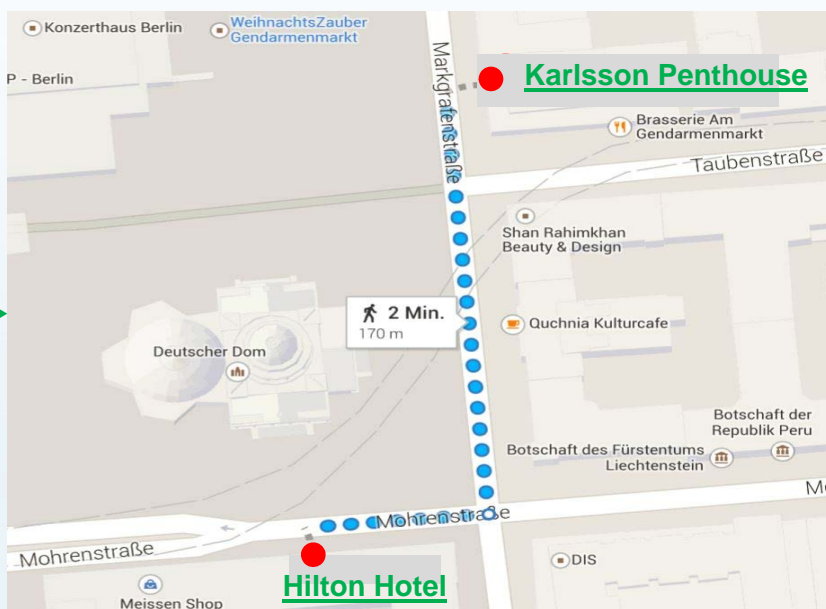 Konzerthaus Berlin
WeihnachtsZauber
Gendarmenmarkt
Karlsson Penthouse
P - Berlin
Markgrafenstraße
Brasserie Am
Gendarmenmarkt
Taubenstraße
Shan Rahimkhan
Beauty & Design
2 Min.
170 m
Quchnia Kulturcafe
Deutscher Dom
Botschaft der
Republik Peru
Botschaft des Fürstentums
Liechtenstein
Mohrenstraße
Mohrenstraße
DIS
Hilton Hotel
Meissen Shop